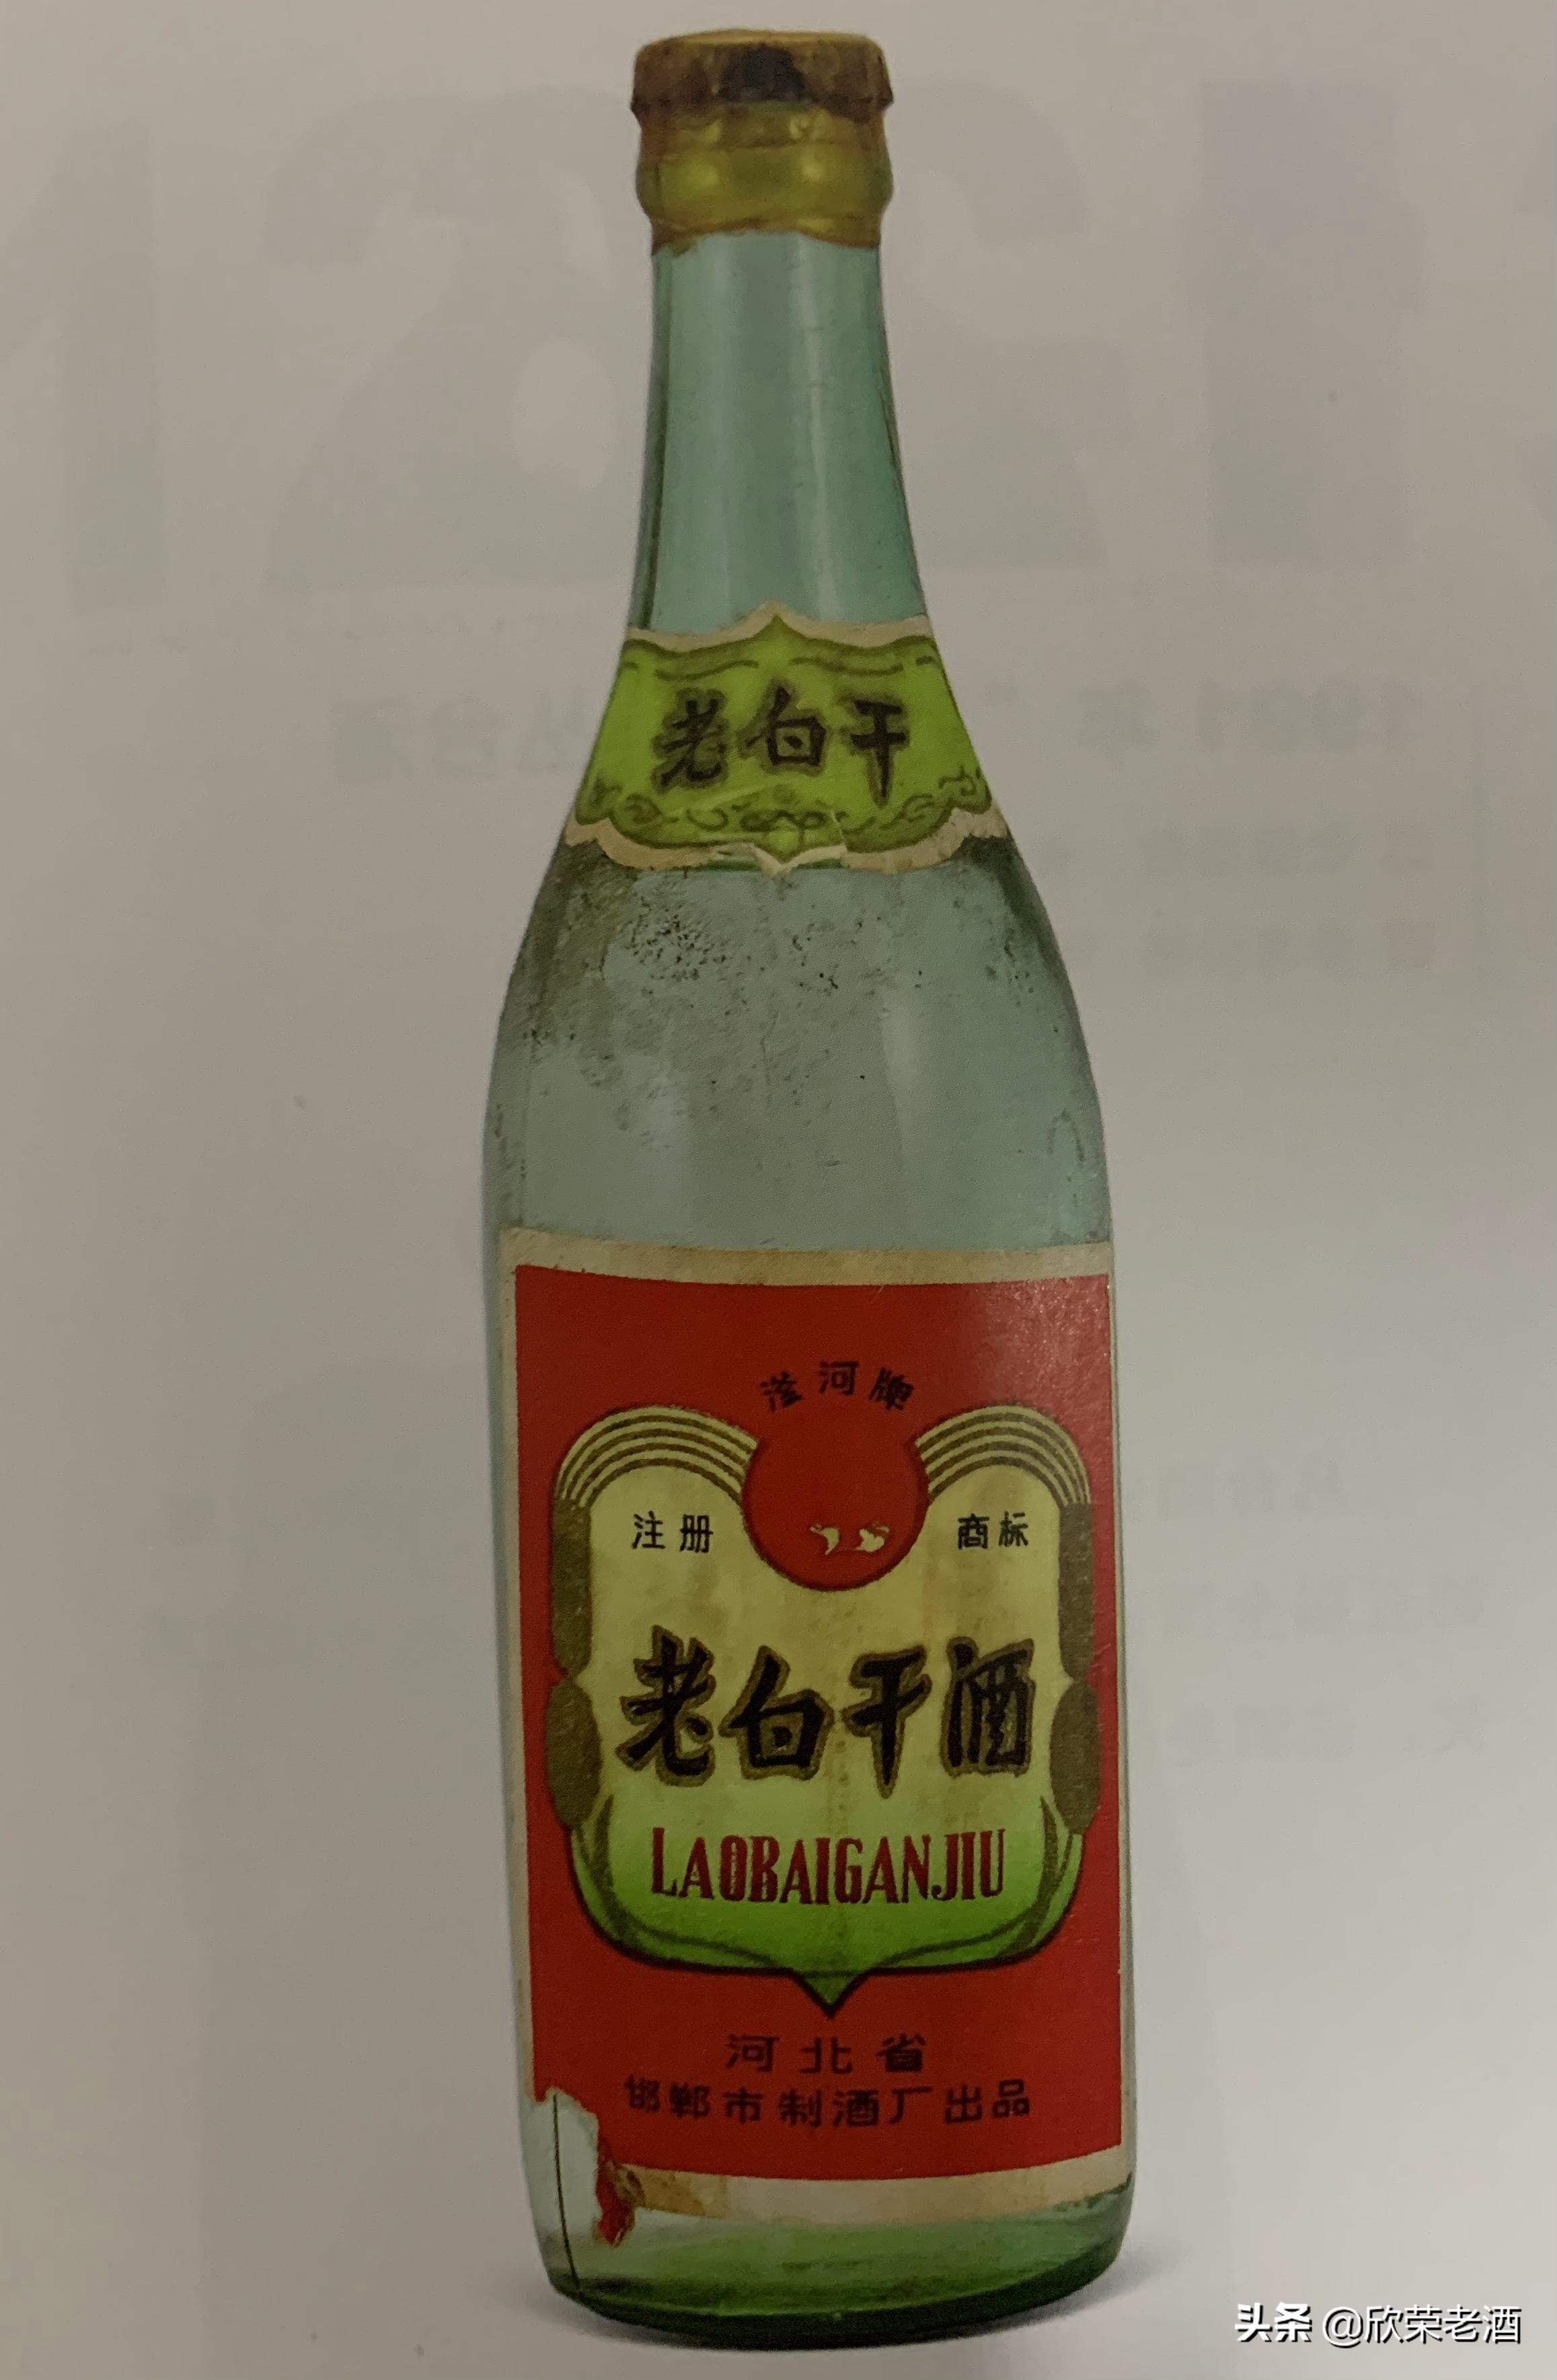 老白干
滏河牌
注册 商标
老白干酒
LAOBAIGANJIU
河北省
邯郸市制酒厂出品
头条 @欣荣老酒